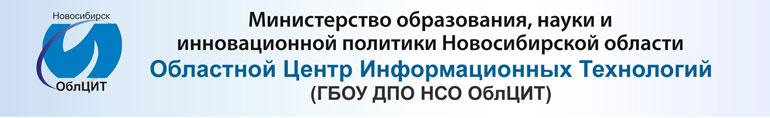 Новосибирск
ОблЦИТ
Министерство образования, науки и
инновационной политики Новосибирской области
Областной Центр Информационных Технологий
(ГБОУ ДПО НСО ОблЦИТ)